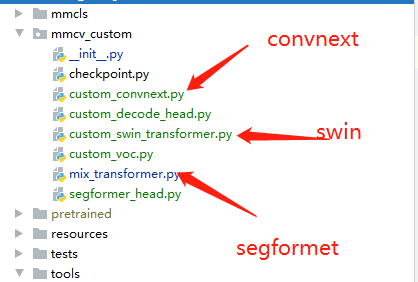 mmcls
mmcv_custom
__init__.py
checkpoint.py
custom_convnext.py
custom_decode_head.py
custom_swin_transformer.py
custom_voc.py
mix_transformer.py
segformer_head.py
pretrained
resources
tests
tools
convnext
swin
segformet